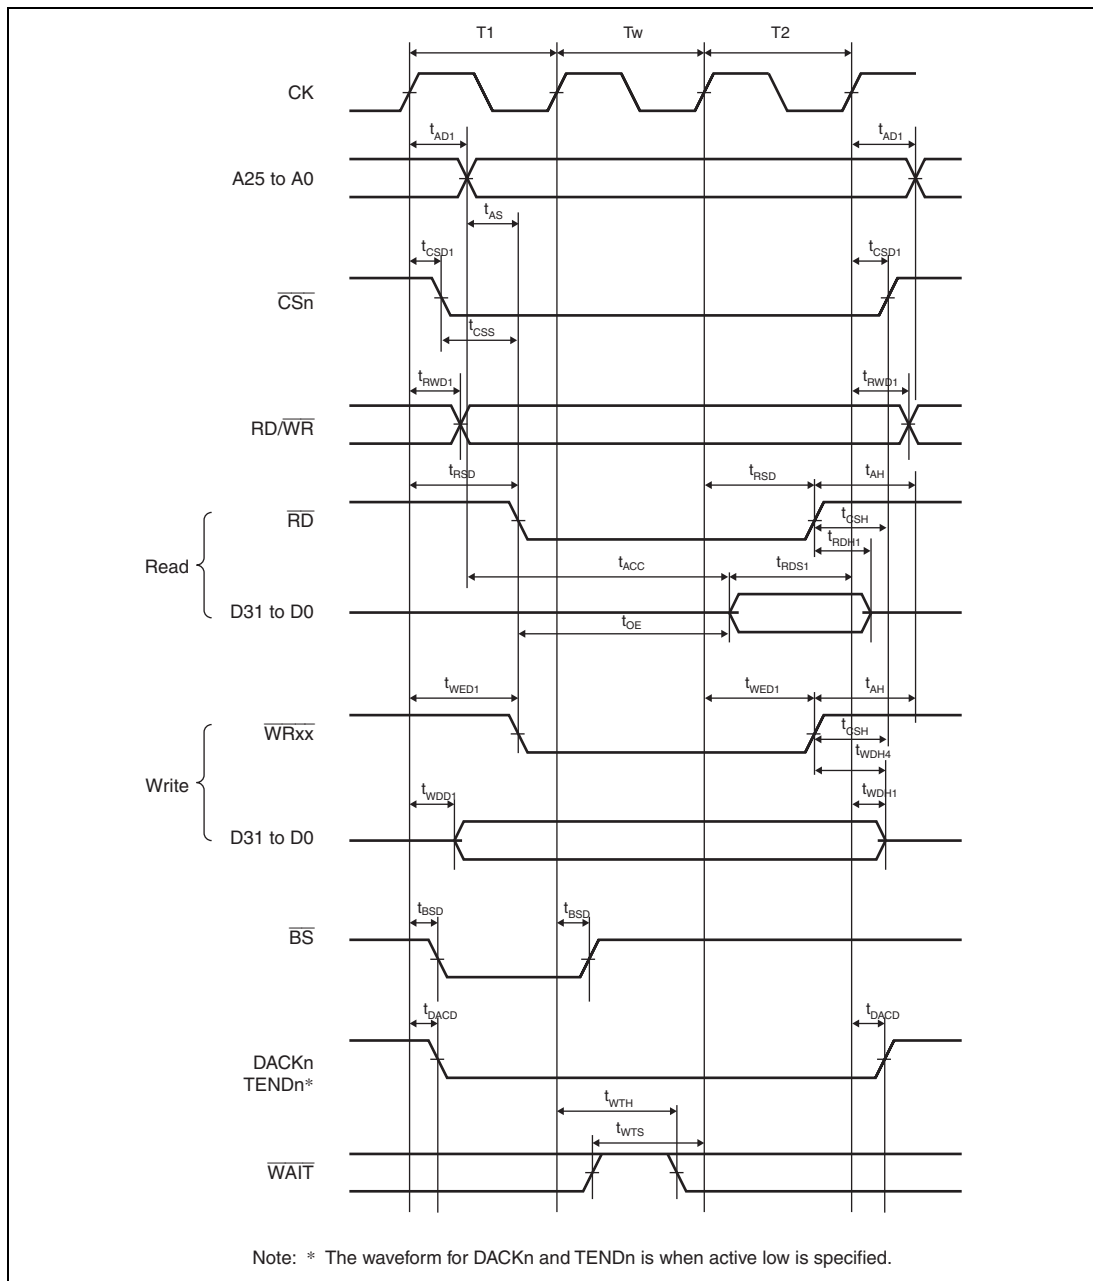 T1 Tw T2
CK
tAD1 tAD1
A25 to A0
tAS
tCSD1 tCSD1
CSn
tCSS
tRWD1 tRWD1
RD/WR
tRSD tRSD tAH
RD
tCSH
tRDH1
Read
tACC tRDS1
D31 to D0
tOE
tWED1 tWED1 tAH
WRxx
tCSH
tWDH4
Write
tWDD1 tWDH1
D31 to D0
tBSD tBSD
BS
tDACD tDACD
DACKn
TENDn*
tWTH
tWTS
WAIT
Note: * The waveform for DACKn and TENDn is when active low is specified.